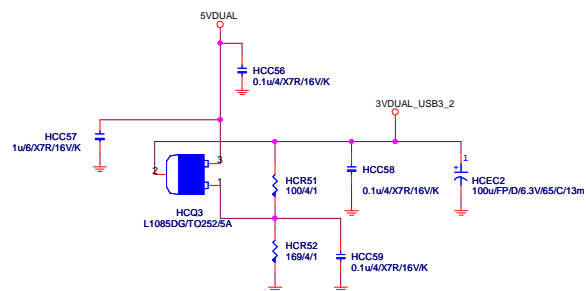 5VDUAL
HCC56
0.1u/4/X7R/16V/K
3VDUAL_USB3_2
HCC57
1u/6/X7R/16V/K
2
3
1
HCQ3
L1085DG/TO252/5A
HCR51
100/4/1
HCC58
0.1u/4/X7R/16V/K
1
HCEC2
100u/FP/D/6.3V/65/C/13m
HCR52
169/4/1
HCC59
0.1u/4/X7R/16V/K